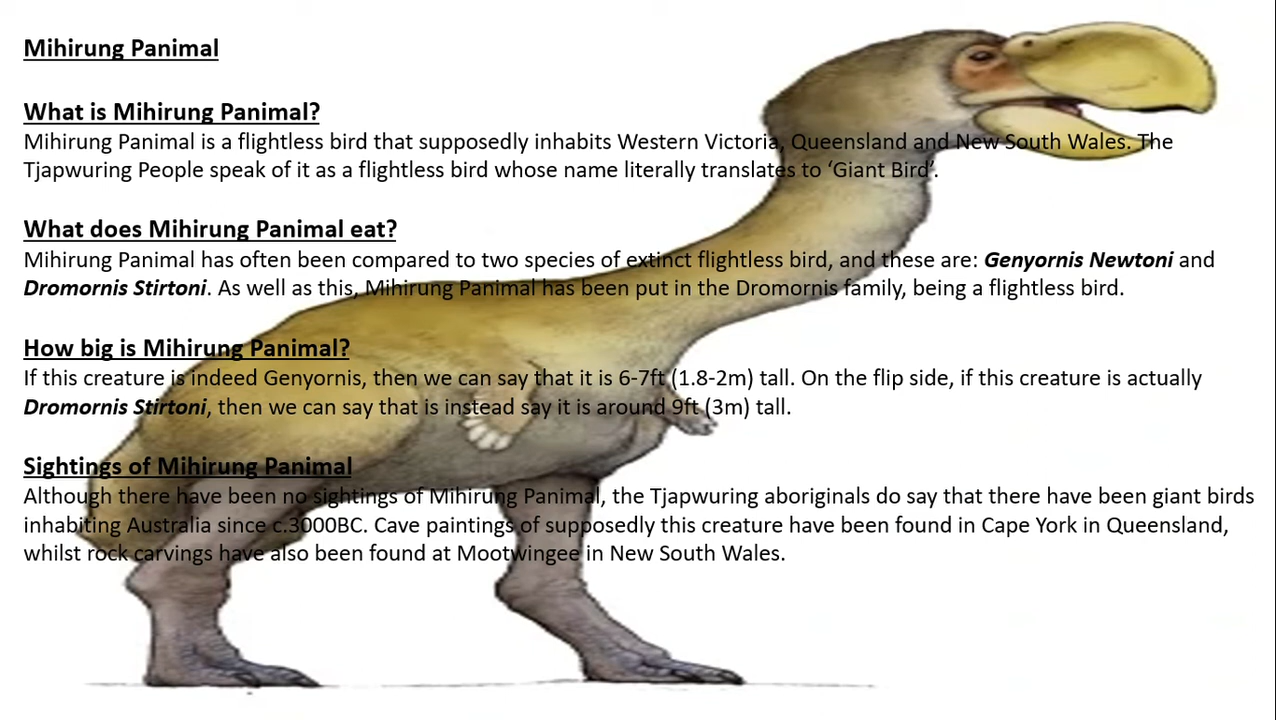 Mihirung Panimal
What is Mihirung Panimal?
Mihirung Panimal is a flightless bird that supposedly inhabits Western Victoria, Queensland and New South Wales. The
Tjapwuring People speak of it as a flightless bird whose name literally translates to ‘Giant Bird’.
What does Mihirung Panimal eat?
Mihirung Panimal has often been compared to two species of extinct flightless bird, and these are: Genyornis Newtoni and
Dromornis Stirtoni. As well as this, Mihirung Panimal has been put in the Dromornis family, being a flightless bird.
How big is Mihirung Panimal?
If this creature is indeed Genyornis, then we can say that it is 6-7ft (1.8-2m) tall. On the flip side, if this creature is actually
Dromornis Stirtoni, then we can say that is instead say it is around 9ft (3m) tall.
Sightings of Mihirung Panimal
Although there have been no sightings of Mihirung Panimal, the Tjapwuring aboriginals do say that there have been giant birds
inhabiting Australia since c.3000BC. Cave paintings of supposedly this creature have been found in Cape York in Queensland,
whilst rock carvings have also been found at Mootwingee in New South Wales.